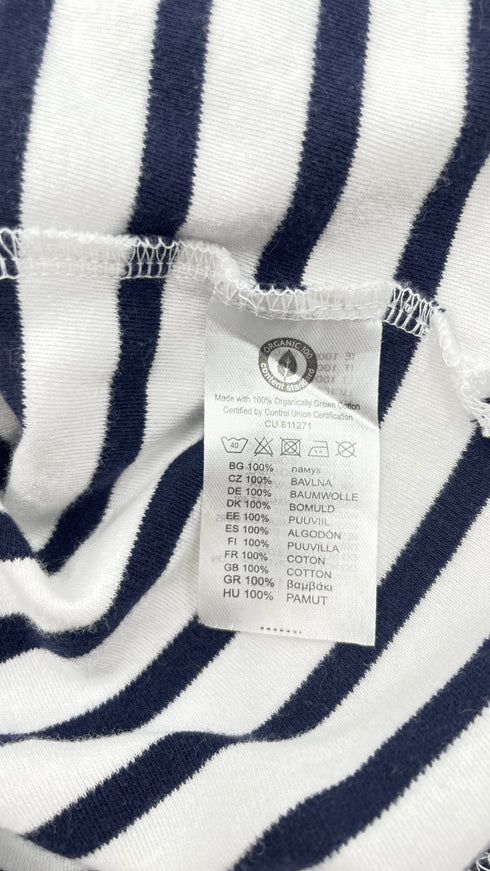 ORGANIC 100
content standard
Made with 100% Organically Grown Cotton
Certified by Control Union Certification
CU 811271
40
BG 100% памук
CZ 100% BAVLNA
DE 100% BAUMWOLLE
DK 100% BOMULD
EE 100% PUUVIIL
ES 100% ALGODÓN
FI 100% PUUVILLA
FR 100% COTON
GB 100% COTTON
GR 100% βαμβάκι
HU 100% PAMUT